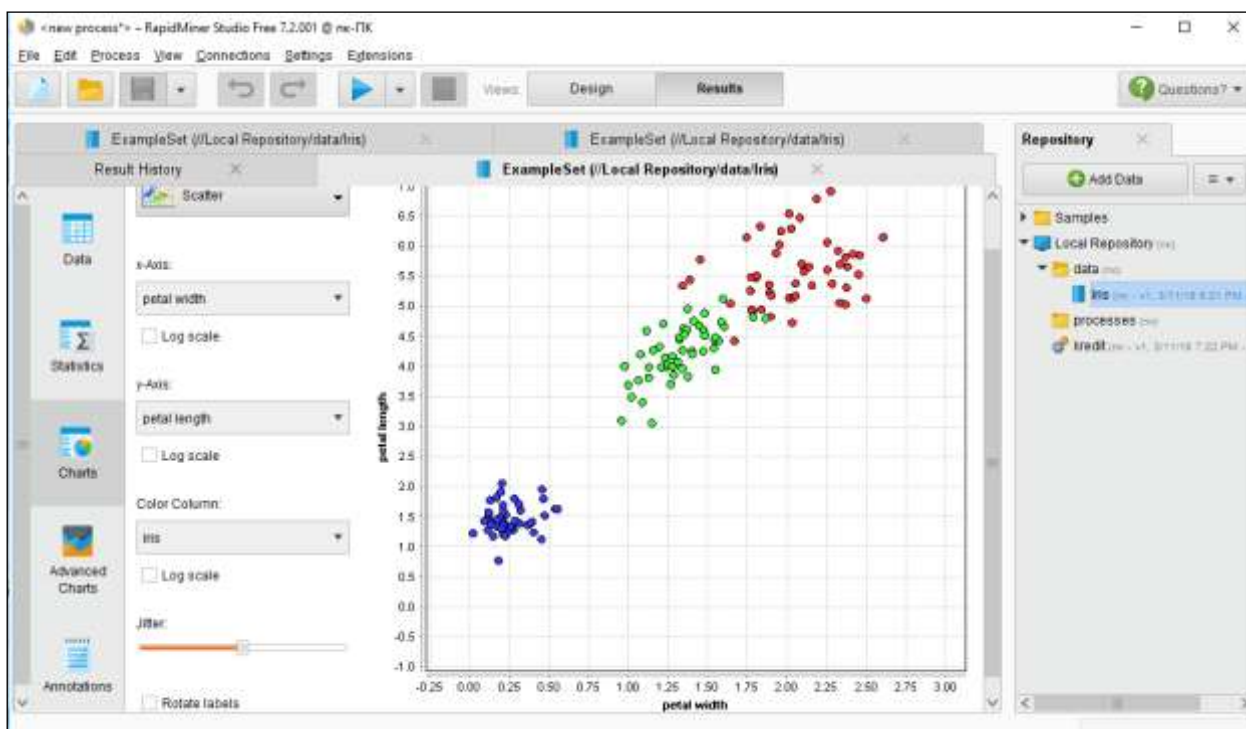 <new process*> – RapidMiner Studio Free 7.2.001 @ пк-ПК
File Edit Process View Connections Settings Extensions
Views: Design Results Questions?
ExampleSet (//Local Repository/data/Iris) ExampleSet (//Local Repository/data/Iris)
Result History ExampleSet (//Local Repository/data/Iris)
Repository
Add Data
Samples
Local Repository
data
Iris
processes
kredit
Data
Statistics
Charts
Advanced
Charts
Annotations
Scatter
x-Axis:
petal width
Log scale
y-Axis:
petal length
Log scale
Color Column:
iris
Log scale
Jitter:
Rotate labels
petal length
7.0
6.5
6.0
5.5
5.0
4.5
4.0
3.5
3.0
2.5
2.0
1.5
1.0
0.5
0.0
-0.5
-1.0
-0.25 0.00 0.25 0.50 0.75 1.00 1.25 1.50 1.75 2.00 2.25 2.50 2.75 3.00
petal width